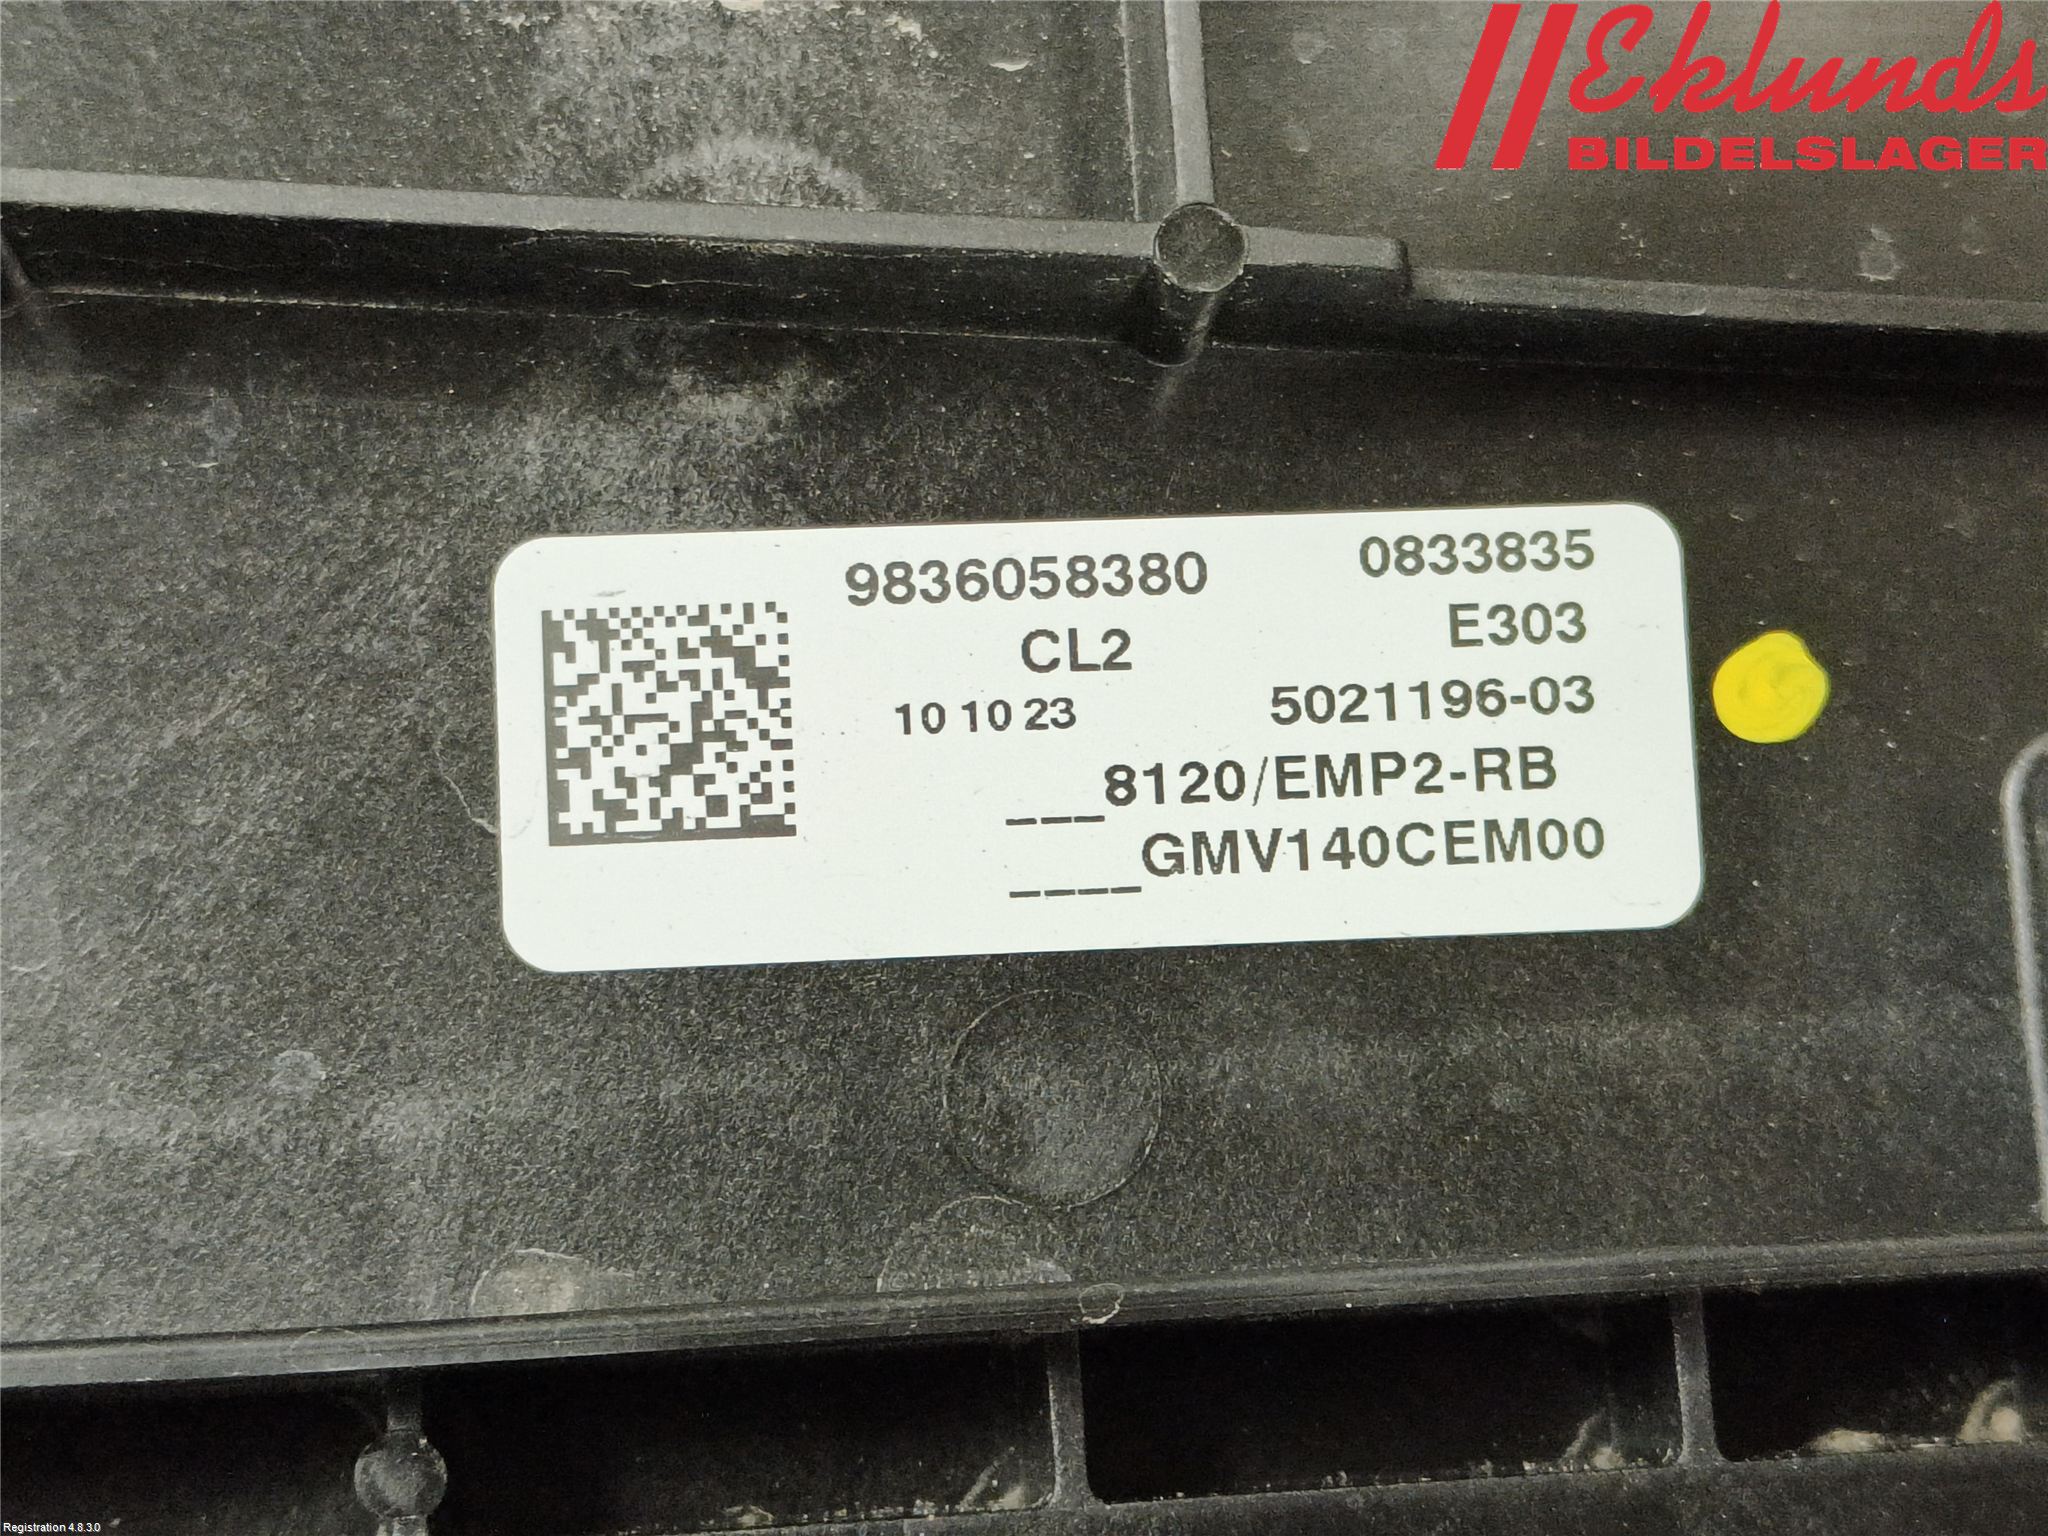 Eklunds
BILDELSLAGER
9836058380 0833835
CL2 E303
10 10 23 5021196-03
___8120/EMP2-RB
____GMV140CEM00
Registration 4.8.3.0